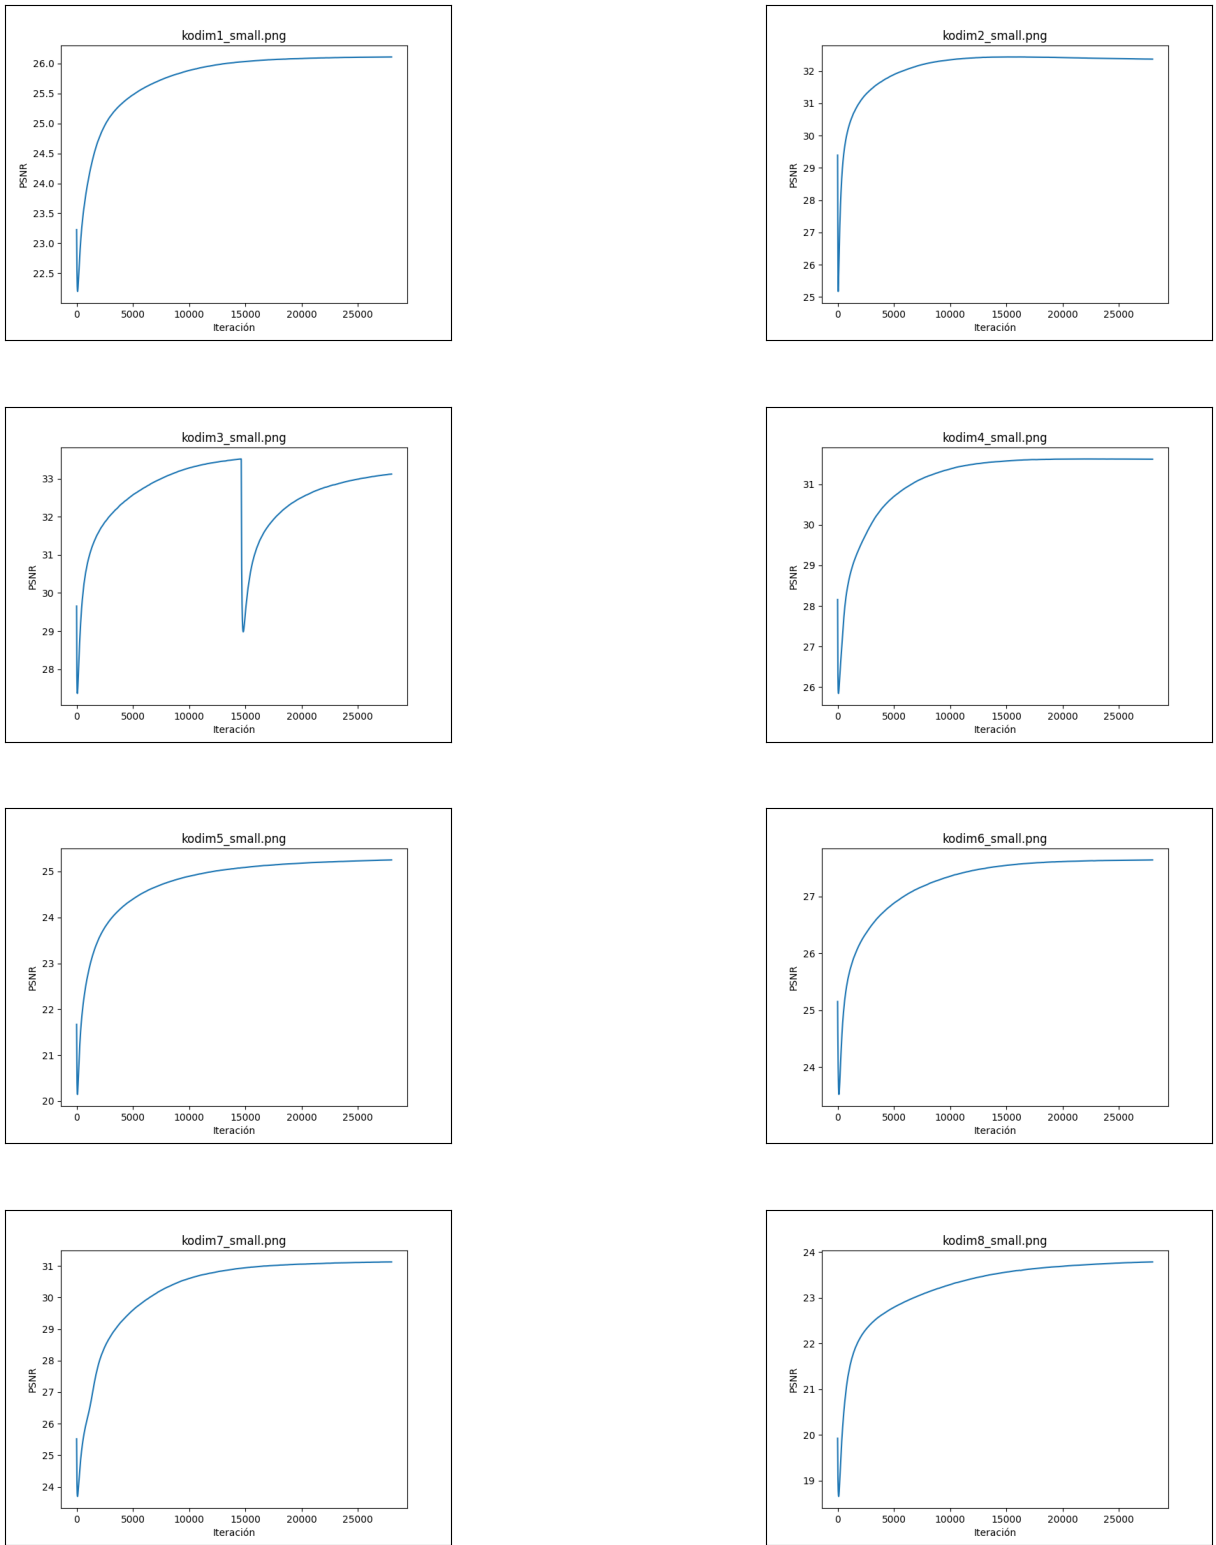 kodim1_small.png
PSNR
26.0
25.5
25.0
24.5
24.0
23.5
23.0
22.5
0 5000 10000 15000 20000 25000
Iteración
kodim2_small.png
PSNR
32
31
30
29
28
27
26
25
0 5000 10000 15000 20000 25000
Iteración
kodim3_small.png
PSNR
33
32
31
30
29
28
0 5000 10000 15000 20000 25000
Iteración
kodim4_small.png
PSNR
31
30
29
28
27
26
0 5000 10000 15000 20000 25000
Iteración
kodim5_small.png
PSNR
25
24
23
22
21
20
0 5000 10000 15000 20000 25000
Iteración
kodim6_small.png
PSNR
27
26
25
24
0 5000 10000 15000 20000 25000
Iteración
kodim7_small.png
PSNR
31
30
29
28
27
26
25
24
0 5000 10000 15000 20000 25000
Iteración
kodim8_small.png
PSNR
24
23
22
21
20
19
0 5000 10000 15000 20000 25000
Iteración